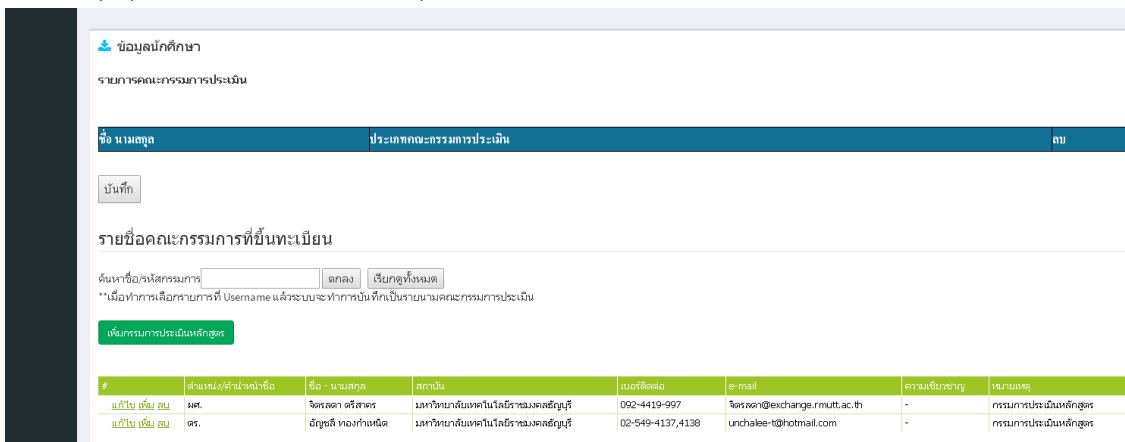 ข้อมูลนักศึกษา
รายการคณะกรรมการประเมิน
ชื่อ นามสกุล ประเภทคณะกรรมการประเมิน ลบ
บันทึก
รายชื่อคณะกรรมการที่ขึ้นทะเบียน
ค้นหาชื่อ/รหัสกรรมการ ตกลง เรียกดูทั้งหมด
**เมื่อทำการเลือกรายการที่ Username แล้วระบบจะทำการบันทึกเป็นรายนามคณะกรรมการประเมิน
เพิ่มกรรมการประเมินหลักสูตร
# ตำแหน่ง/คำนำหน้าชื่อ ชื่อ - นามสกุล สถาบัน เบอร์ติดต่อ e-mail ความเชี่ยวชาญ หมายเหตุ
แก้ไข เพิ่ม ลบ ผศ. จิตรลดา ตรีสาคร มหาวิทยาลัยเทคโนโลยีราชมงคลธัญบุรี 092-4419-997 จิตรลดา@exchange.rmutt.ac.th - กรรมการประเมินหลักสูตร
แก้ไข เพิ่ม ลบ ดร. อัญชลี ทองกำเหนิด มหาวิทยาลัยเทคโนโลยีราชมงคลธัญบุรี 02-549-4137,4138 unchalee-t@hotmail.com - กรรมการประเมินหลักสูตร